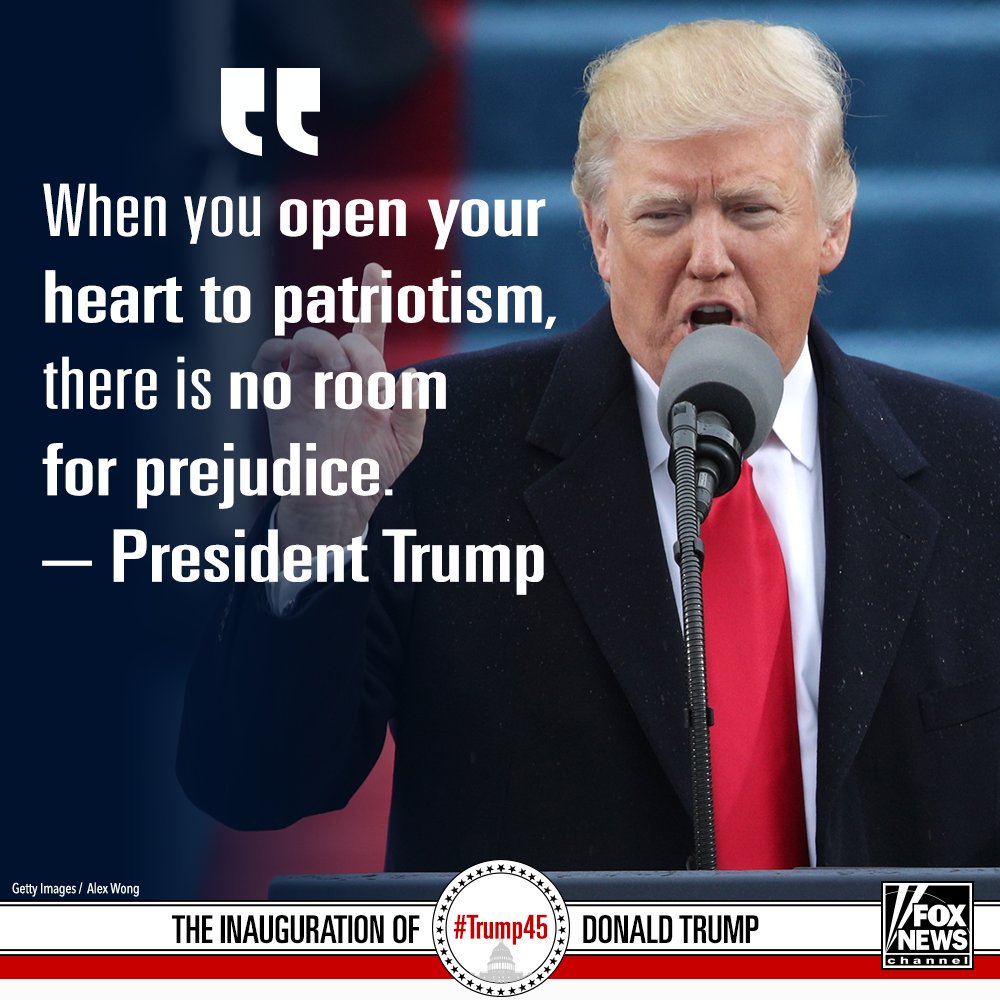 “
When you open your
heart to patriotism,
there is no room
for prejudice.
— President Trump
Getty Images / Alex Wong
THE INAUGURATION OF #Trump45 DONALD TRUMP
FOX
NEWS
channel